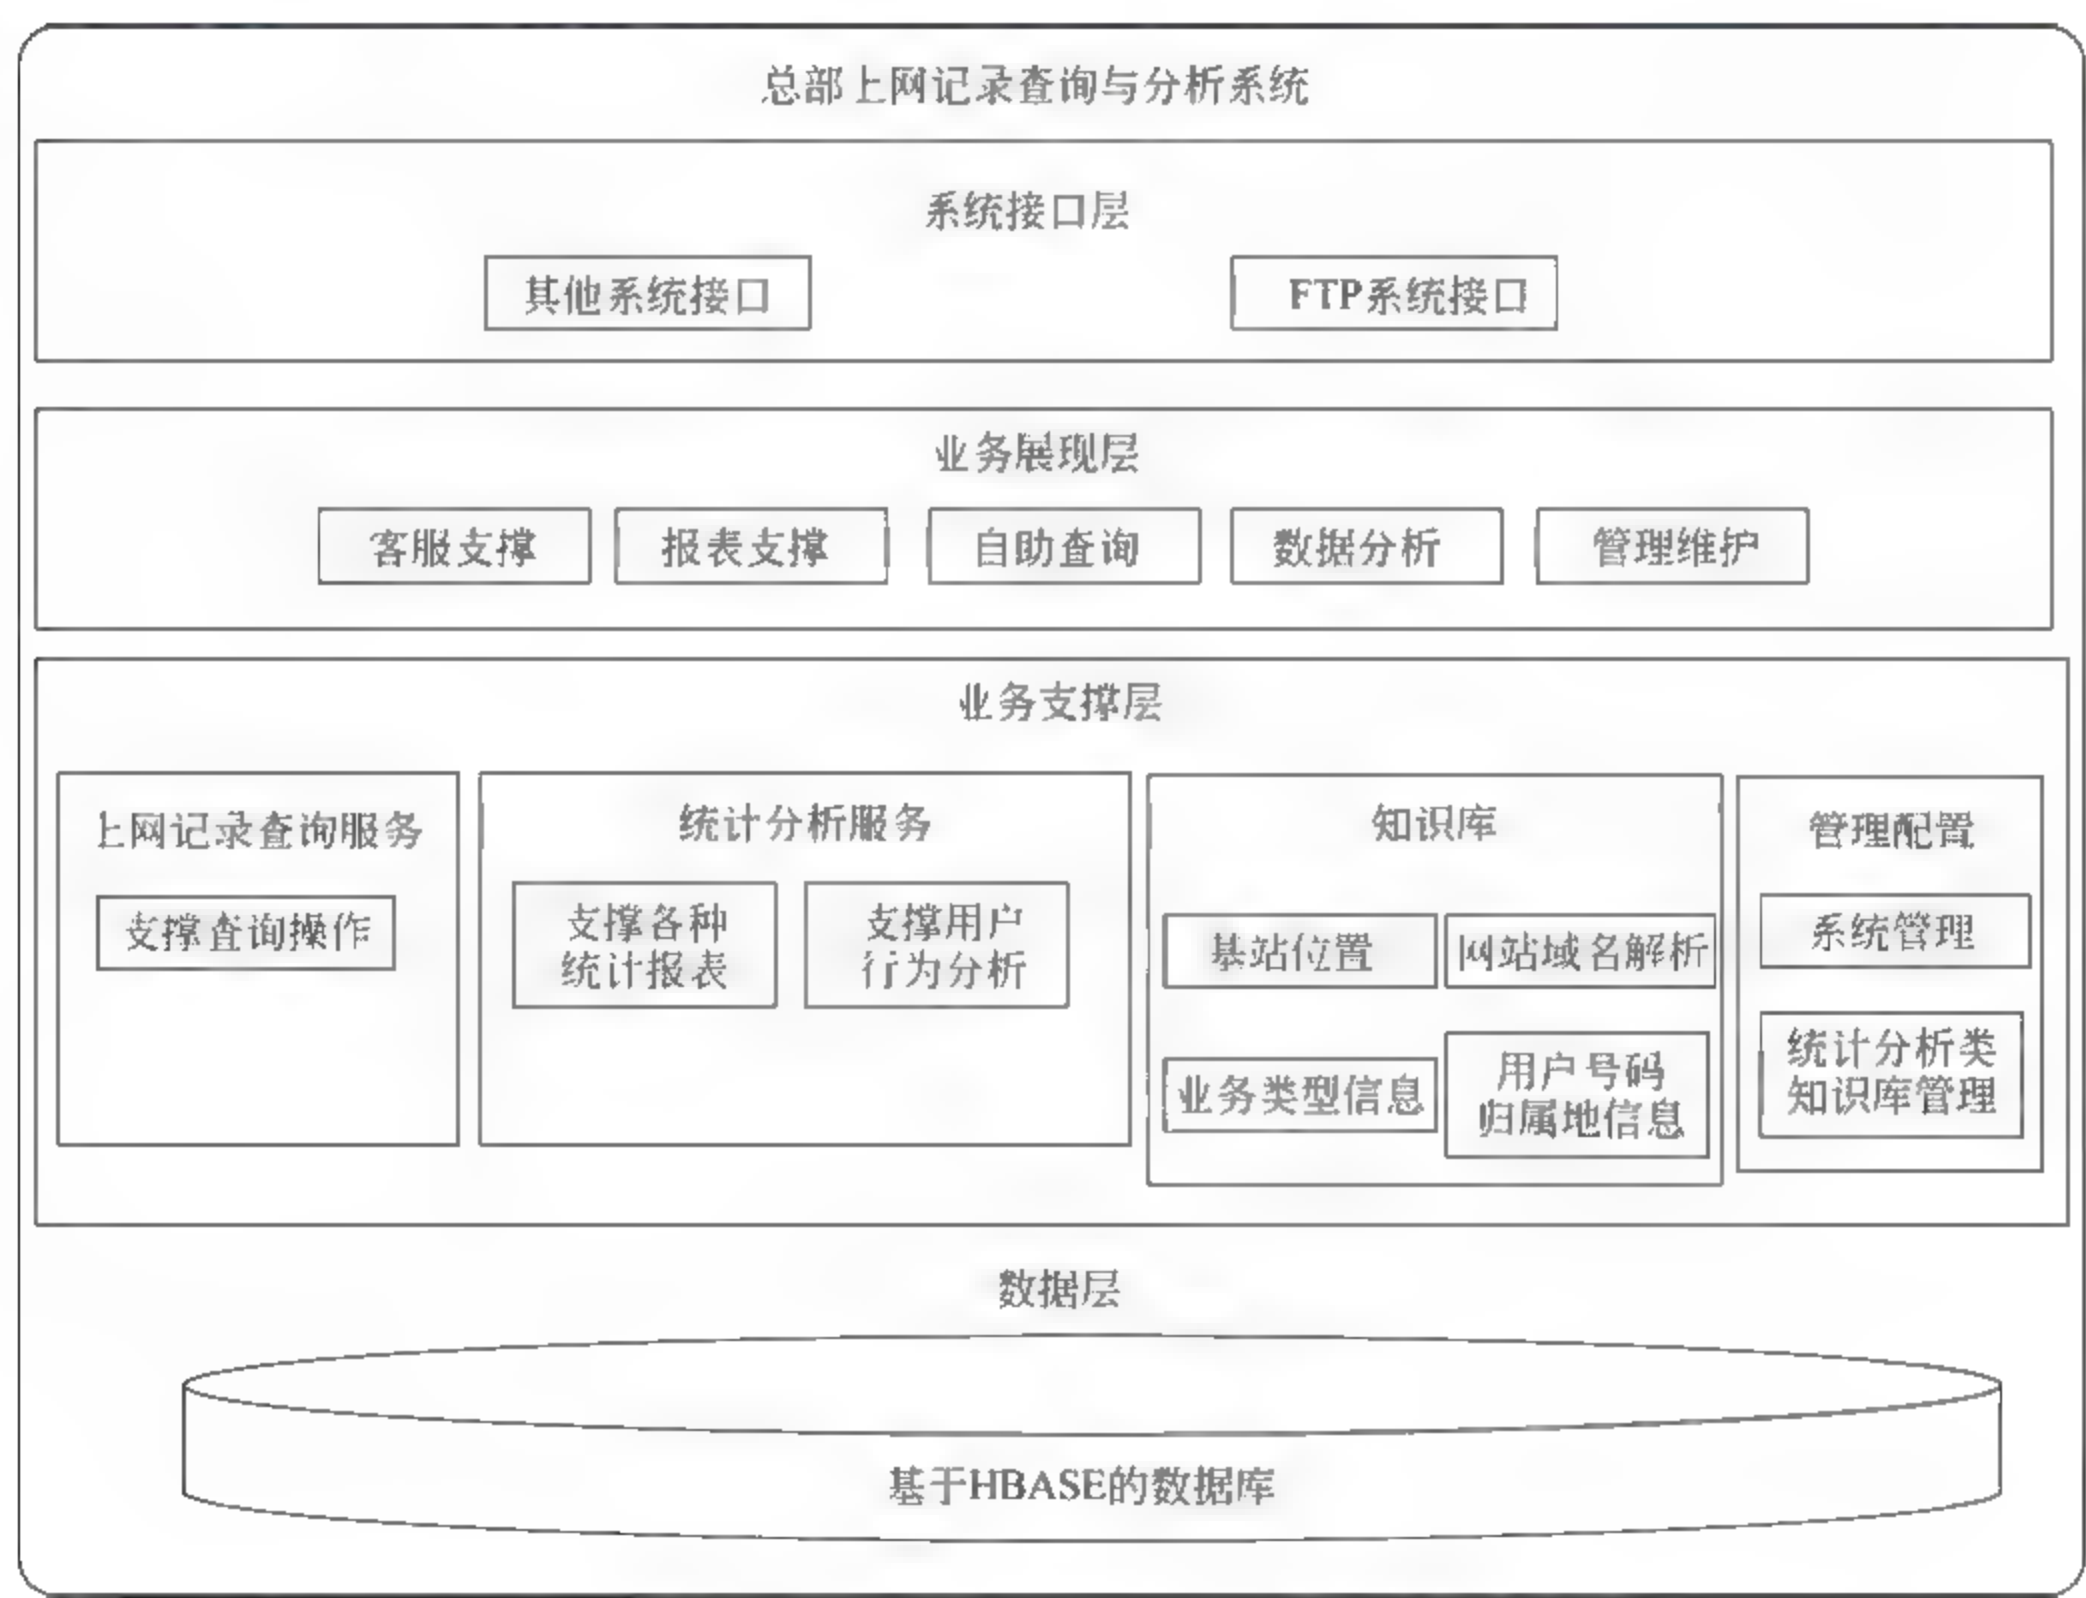 总部上网记录查询与分析系统
系统接口层
其他系统接口
FTP系统接口
业务展现层
客服支撑
报表支撑
自助查询
数据分析
管理维护
业务支撑层
上网记录查询服务
支撑查询操作
统计分析服务
支撑各种
统计报表
支撑用户
行为分析
知识库
基站位置
网站域名解析
业务类型信息
用户号码
归属地信息
管理配置
系统管理
统计分析类
知识库管理
数据层
基于HBASE的数据库